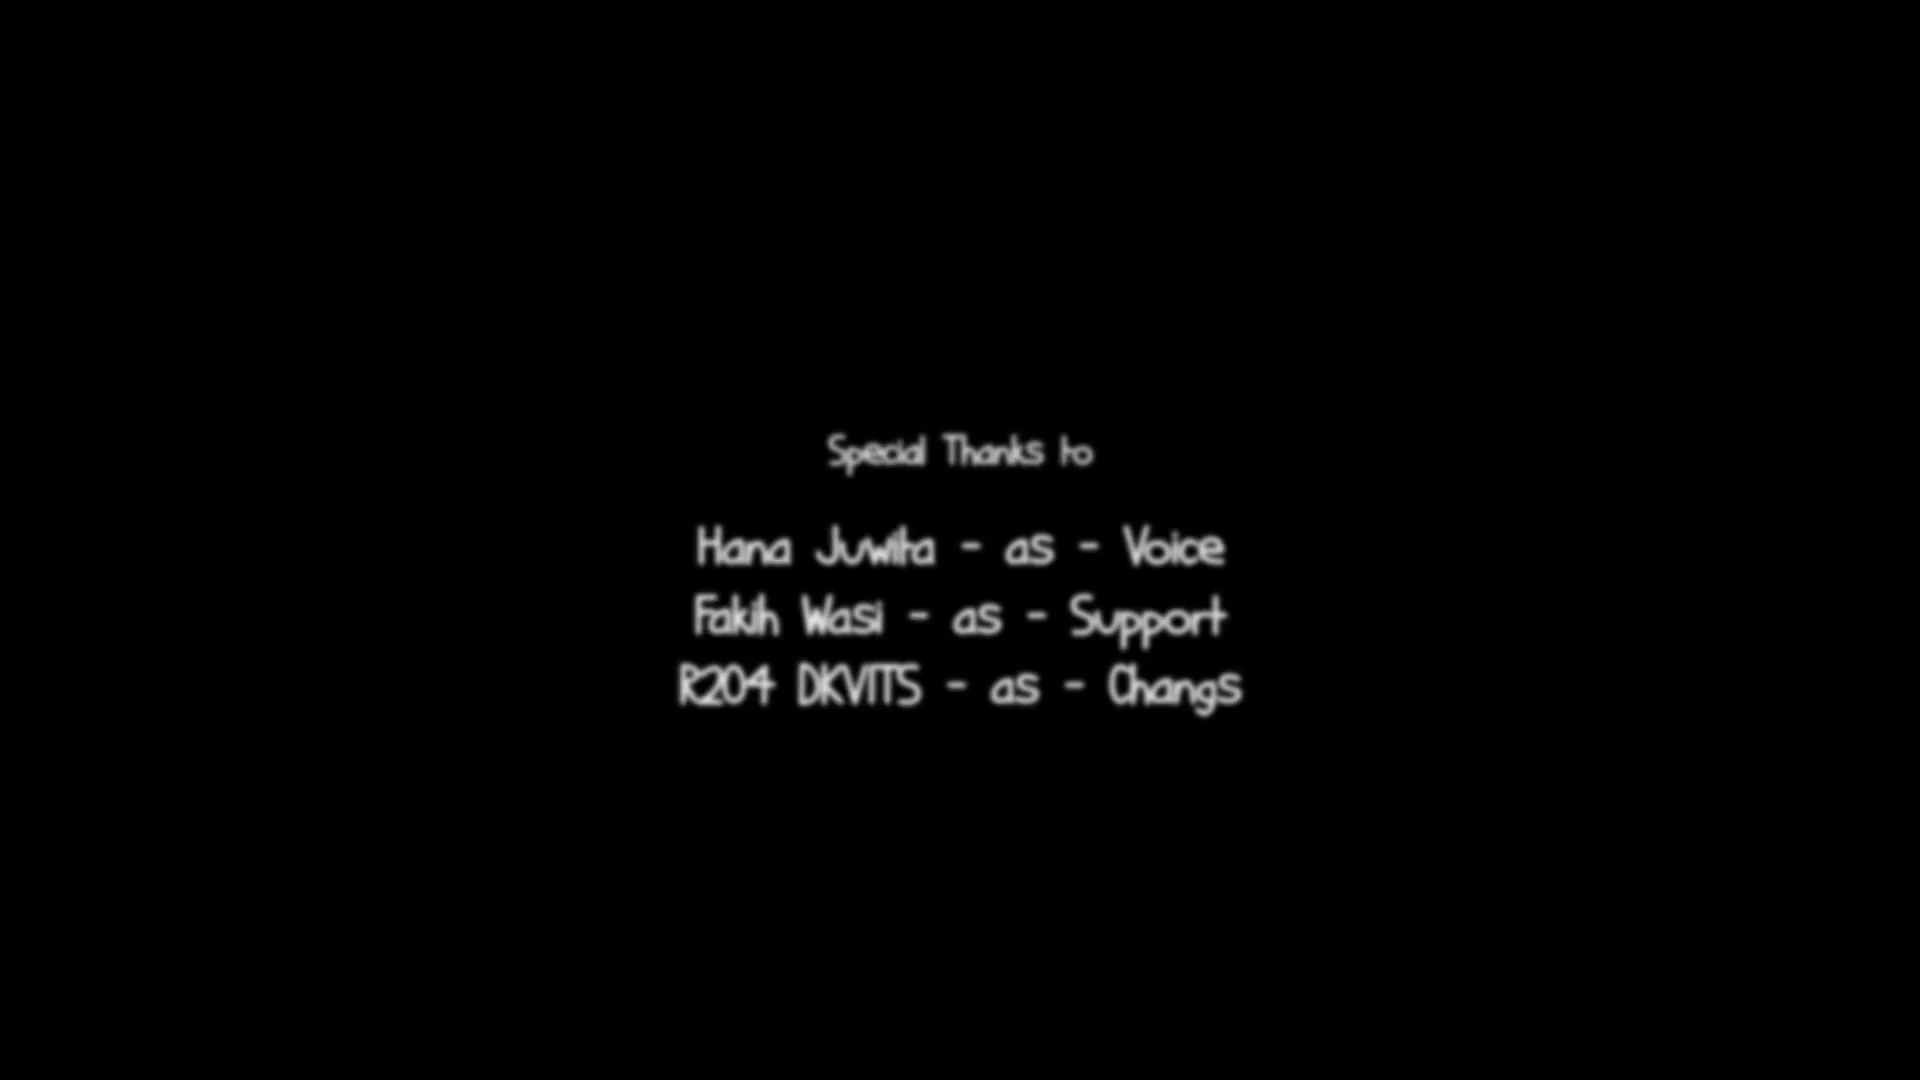 Special Thanks to
Hana Juwita - as - Voice
Fakih Wasi - as - Support
R204 DKVITS - as - Changs